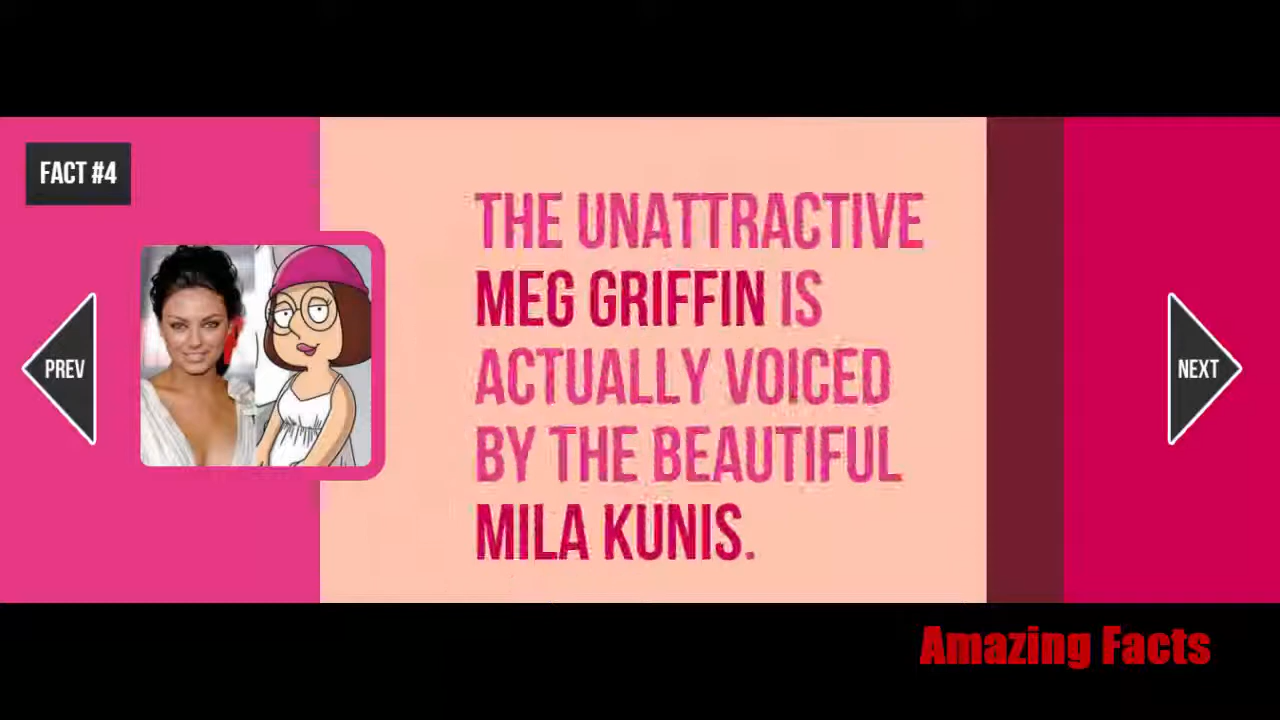 FACT #4
THE UNATTRACTIVE
MEG GRIFFIN IS
ACTUALLY VOICED
BY THE BEAUTIFUL
MILA KUNIS.
PREV
NEXT
Amazing Facts